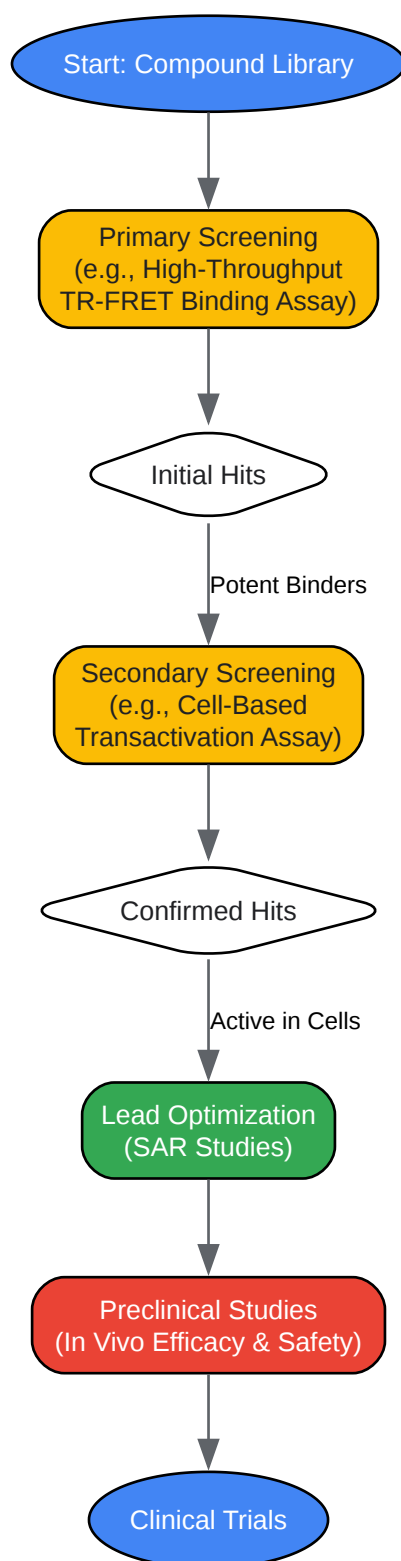 Start: Compound Library
Primary Screening
(e.g., High-Throughput
TR-FRET Binding Assay)
Initial Hits
Potent Binders
Secondary Screening
(e.g., Cell-Based
Transactivation Assay)
Confirmed Hits
Active in Cells
Lead Optimization
(SAR Studies)
Preclinical Studies
(In Vivo Efficacy & Safety)
Clinical Trials